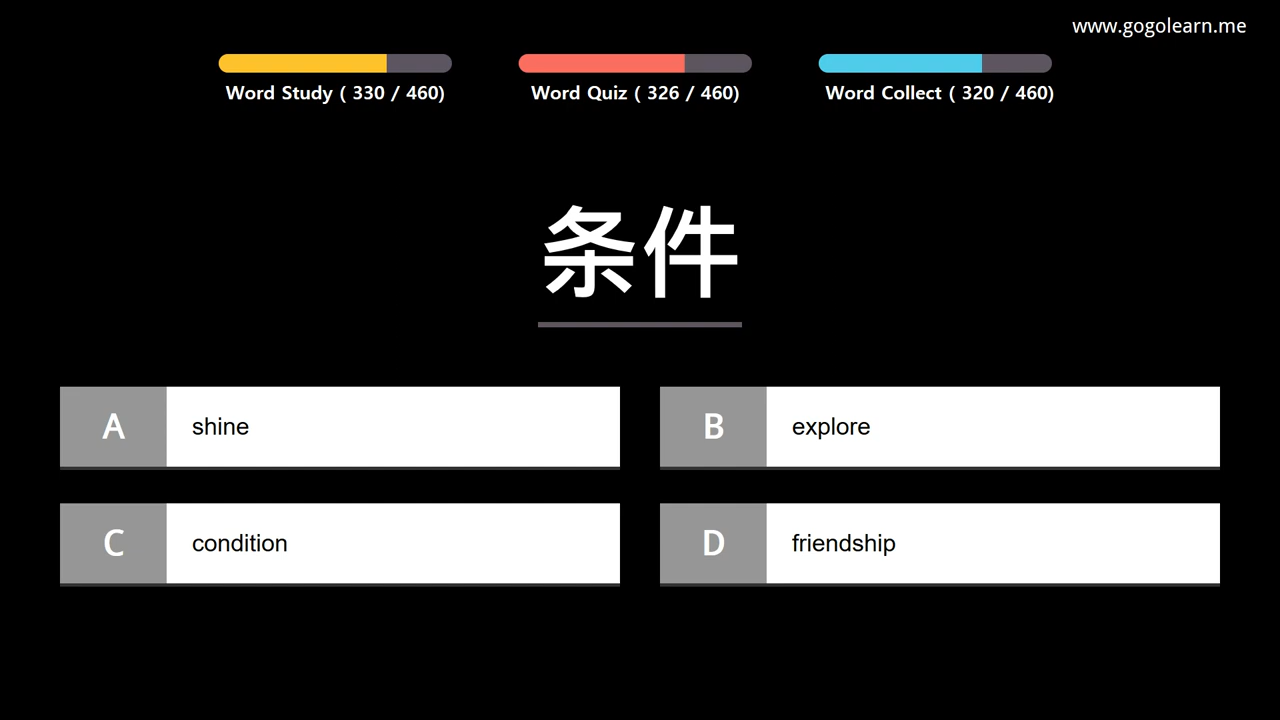 www.gogolearn.me
Word Study ( 330 / 460)
Word Quiz ( 326 / 460)
Word Collect ( 320 / 460)
条件
A shine
B explore
C condition
D friendship